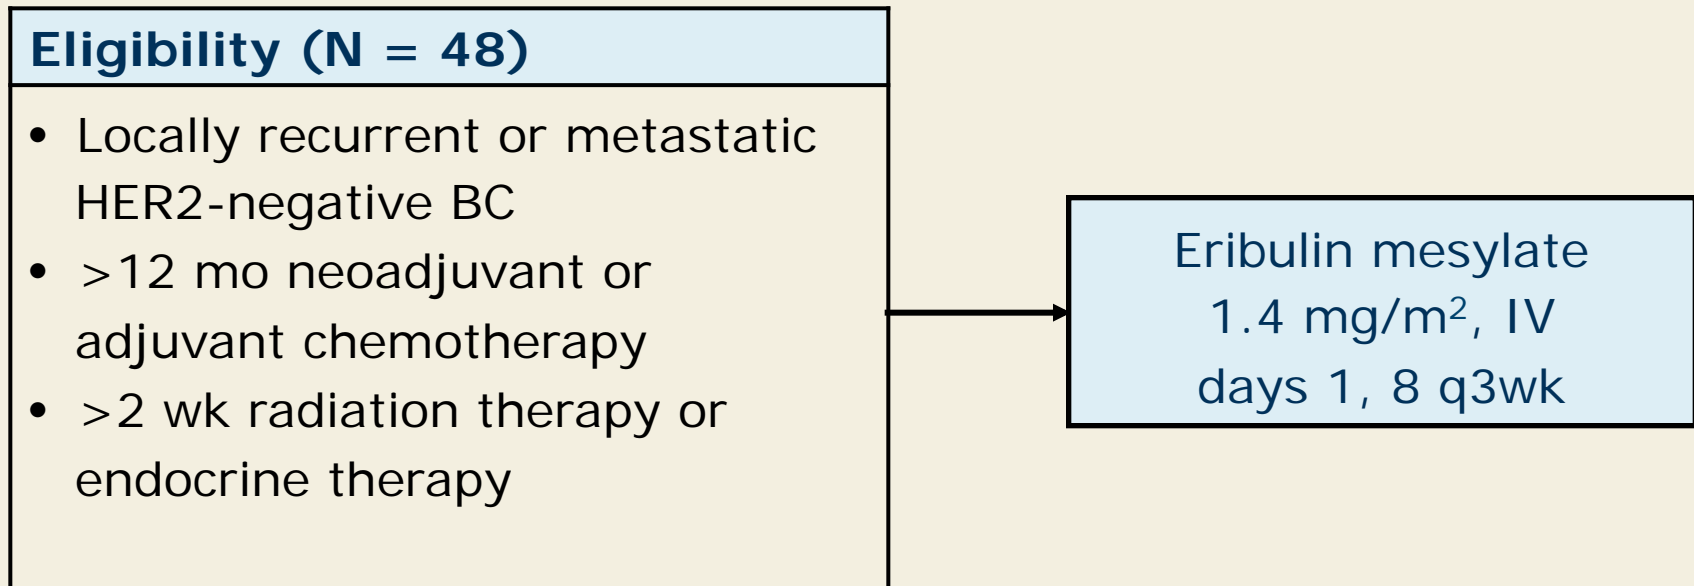 Eligibility (N = 48)
• Locally recurrent or metastatic
HER2-negative BC
• >12 mo neoadjuvant or
adjuvant chemotherapy
• >2 wk radiation therapy or
endocrine therapy
Eribulin mesylate
1.4 mg/m², IV
days 1, 8 q3wk